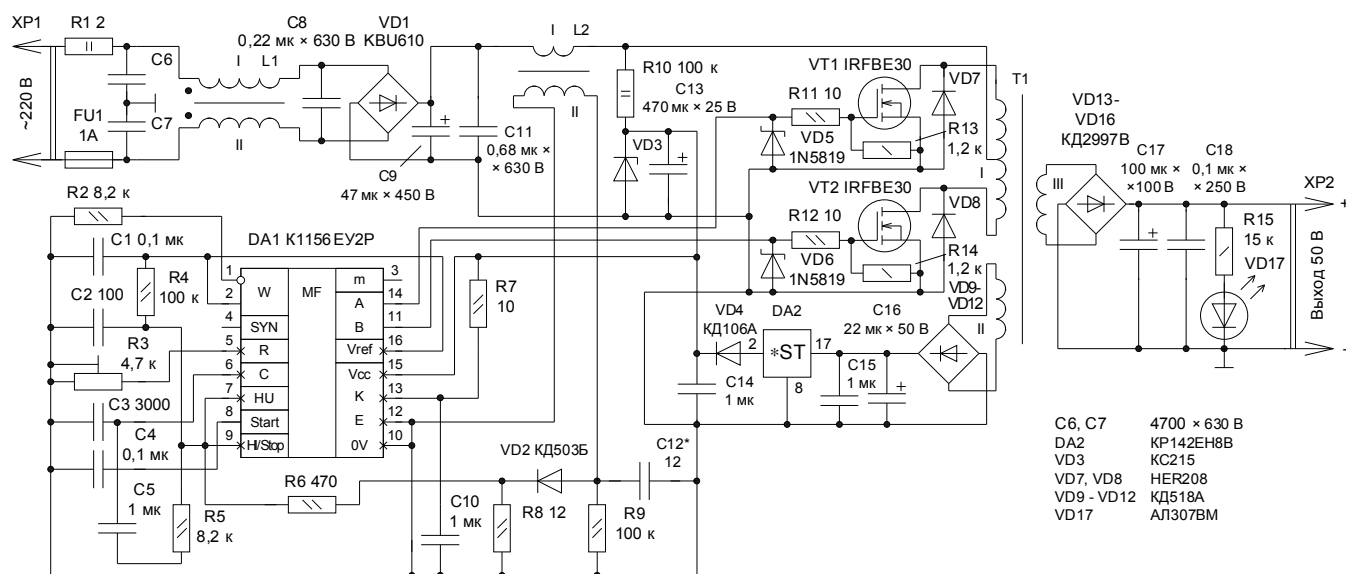 XP1
R1 2
~220 В
C6
C7
FU1
1A
I L1
II
C8
0,22 мк × 630 В
VD1
KBU610
C9
47 мк × 450 В
C11
0,68 мк ×
× 630 В
I L2
II
R10 100 к
C13
470 мк × 25 В
VD3
VT1 IRFBE30
R11 10
VD5
1N5819
VD7
R13
1,2 к
VT2 IRFBE30
R12 10
VD6
1N5819
VD8
R14
1,2 к
T1
I
II
III
VD9-
VD12
VD13-
VD16
КД2997В
C17
100 мк ×
×100 В
C18
0,1 мк ×
× 250 В
R15
15 к
VD17
XP2
+
Выход 50 В
-
R2 8,2 к
C1 0,1 мк
R4
100 к
C2 100
R3
4,7 к
C3 3000
C4
0,1 мк
C5
1 мк
R5
8,2 к
DA1 К1156 ЕУ2Р
1
2
4
5
6
7
8
9
W
SYN
R
C
HU
Start
HI/Stop
MF
m
A
B
Vref
Vcc
K
E
0V
3
14
11
16
15
13
12
10
R7
10
R6 470
C10
1 мк
VD2 КД503Б
R8 12
R9
100 к
C12*
12
C14
1 мк
VD4
КД106А
2
DA2
*ST
17
8
C16
22 мк × 50 В
C15
1 мк
C6, C7 4700 × 630 В
DA2 КР142ЕН8В
VD3 КС215
VD7, VD8 HER208
VD9 - VD12 КД518А
VD17 АЛ307ВМ